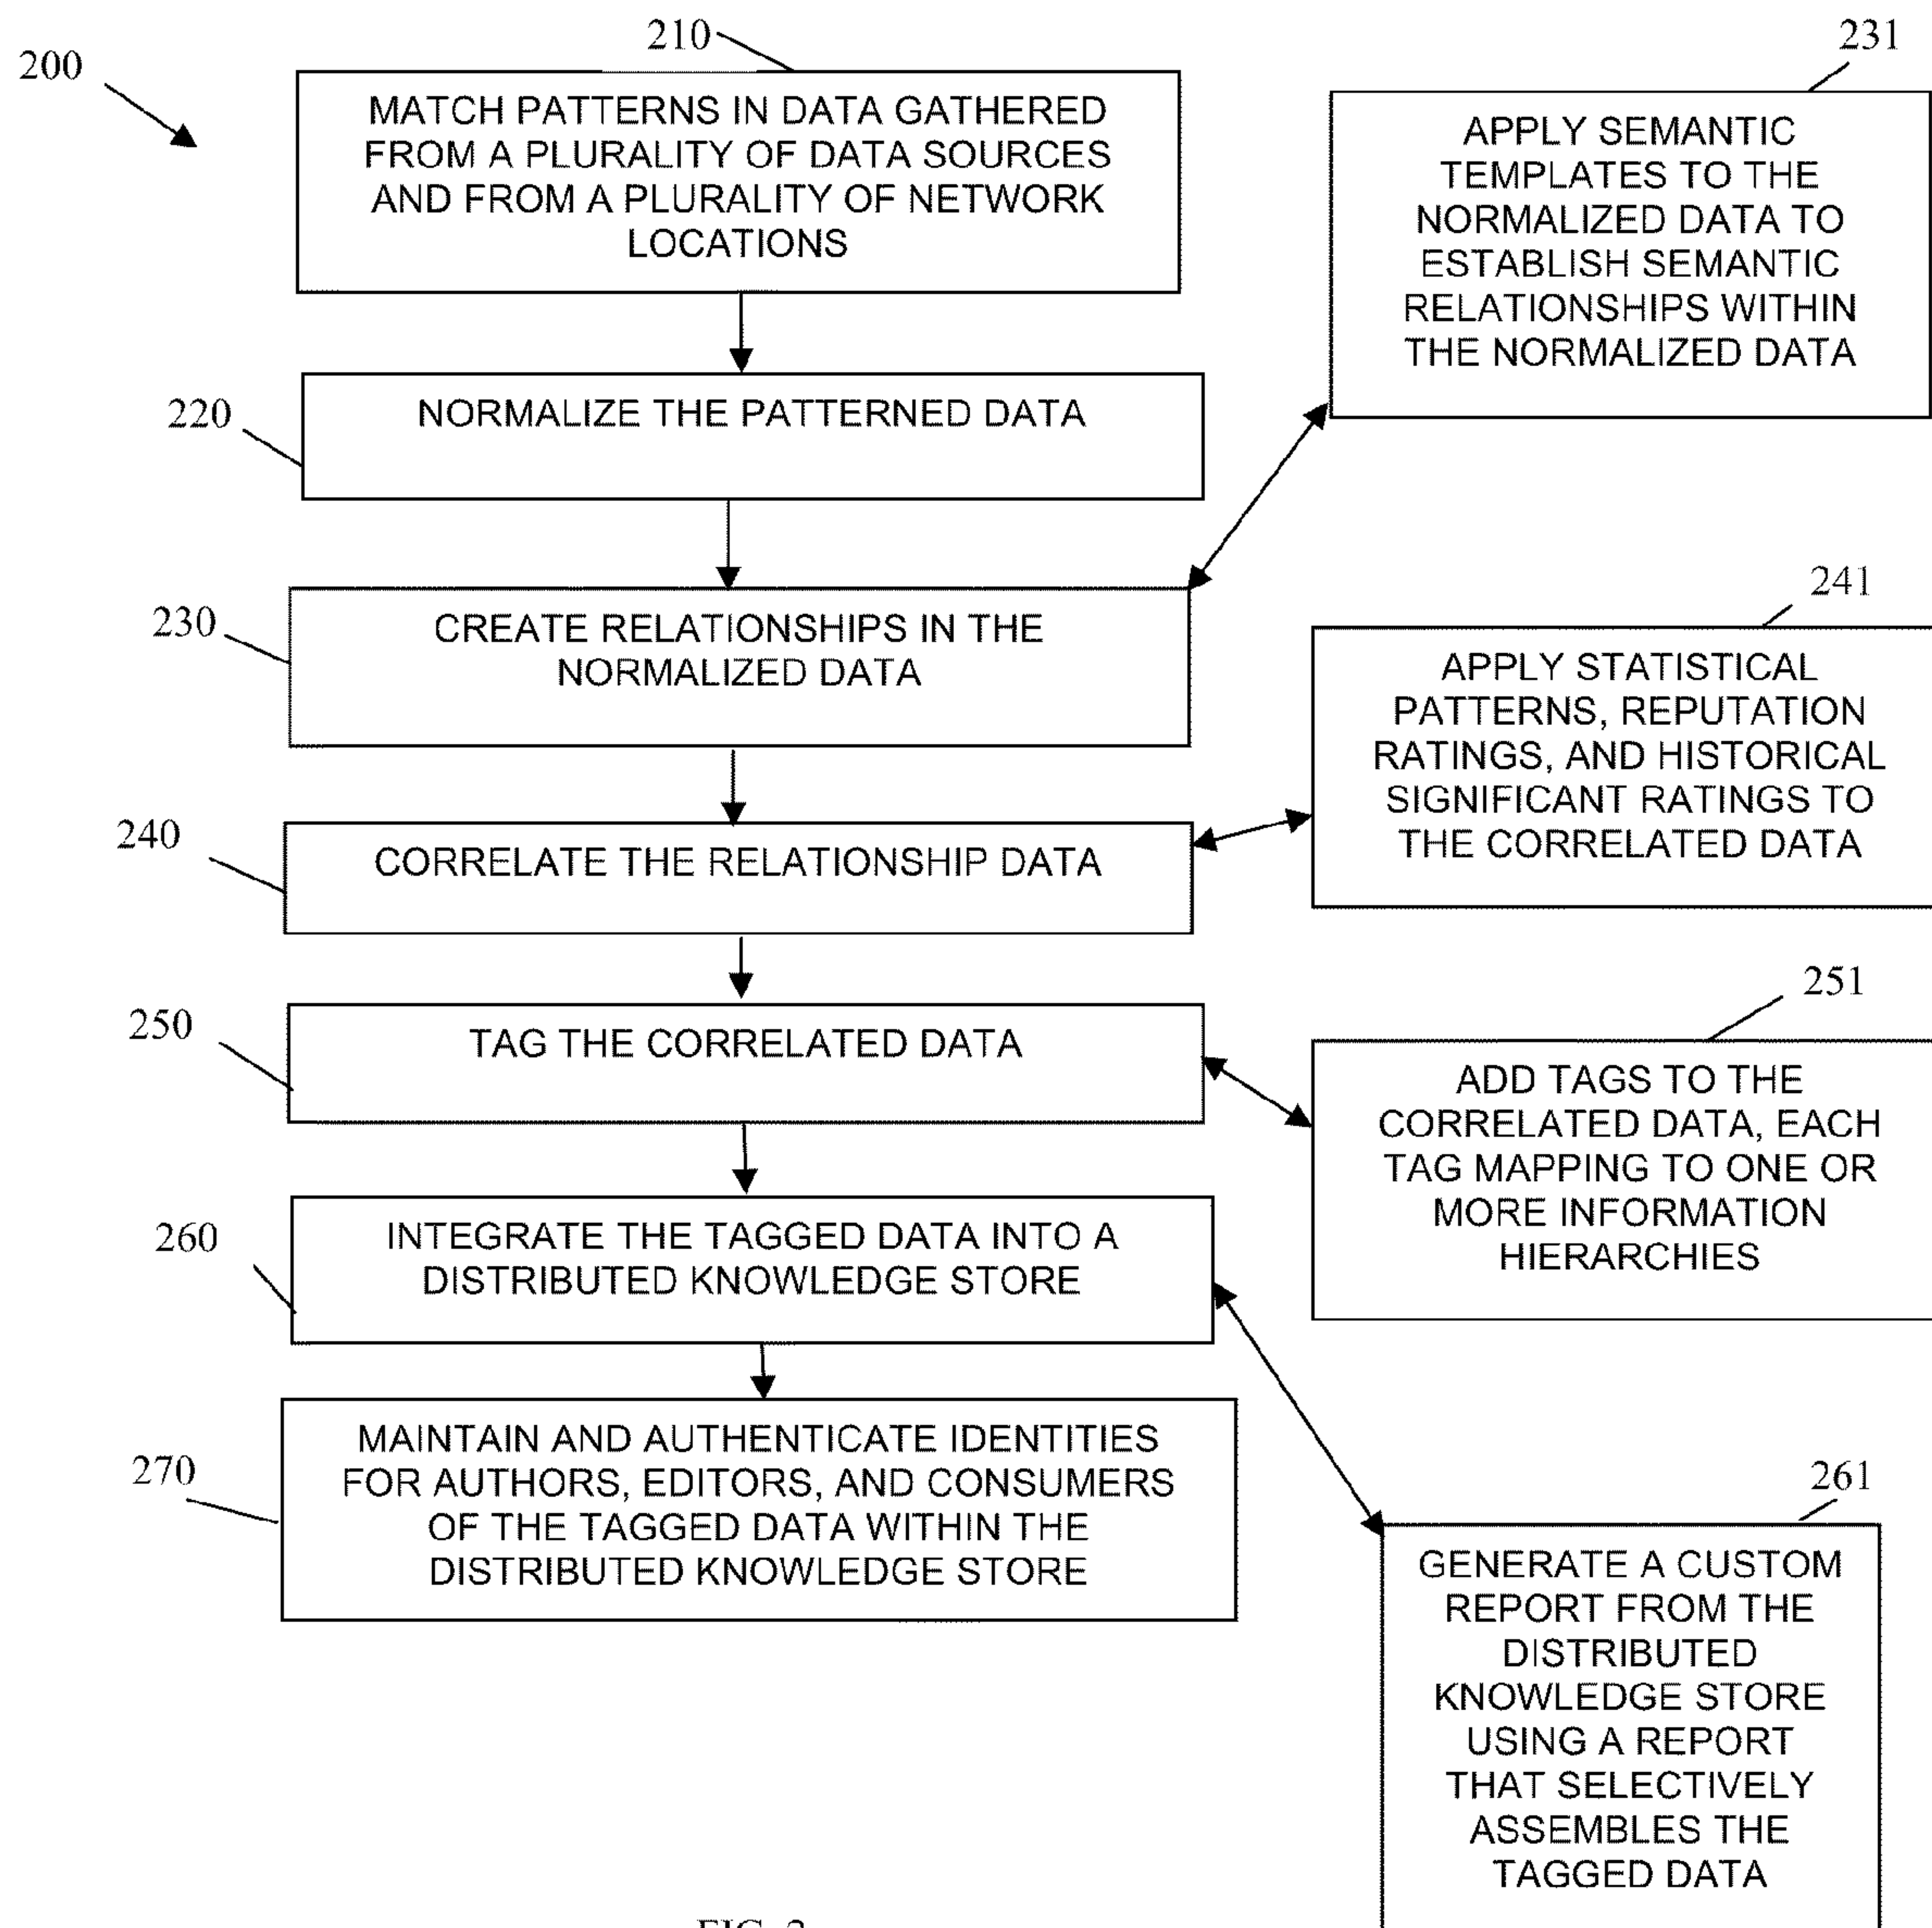 200
210
MATCH PATTERNS IN DATA GATHERED
FROM A PLURALITY OF DATA SOURCES
AND FROM A PLURALITY OF NETWORK
LOCATIONS
231
APPLY SEMANTIC
TEMPLATES TO THE
NORMALIZED DATA TO
ESTABLISH SEMANTIC
RELATIONSHIPS WITHIN
THE NORMALIZED DATA
220
NORMALIZE THE PATTERNED DATA
230
CREATE RELATIONSHIPS IN THE
NORMALIZED DATA
241
APPLY STATISTICAL
PATTERNS, REPUTATION
RATINGS, AND HISTORICAL
SIGNIFICANT RATINGS TO
THE CORRELATED DATA
240
CORRELATE THE RELATIONSHIP DATA
250
TAG THE CORRELATED DATA
251
ADD TAGS TO THE
CORRELATED DATA, EACH
TAG MAPPING TO ONE OR
MORE INFORMATION
HIERARCHIES
260
INTEGRATE THE TAGGED DATA INTO A
DISTRIBUTED KNOWLEDGE STORE
270
MAINTAIN AND AUTHENTICATE IDENTITIES
FOR AUTHORS, EDITORS, AND CONSUMERS
OF THE TAGGED DATA WITHIN THE
DISTRIBUTED KNOWLEDGE STORE
261
GENERATE A CUSTOM
REPORT FROM THE
DISTRIBUTED
KNOWLEDGE STORE
USING A REPORT
THAT SELECTIVELY
ASSEMBLES THE
TAGGED DATA